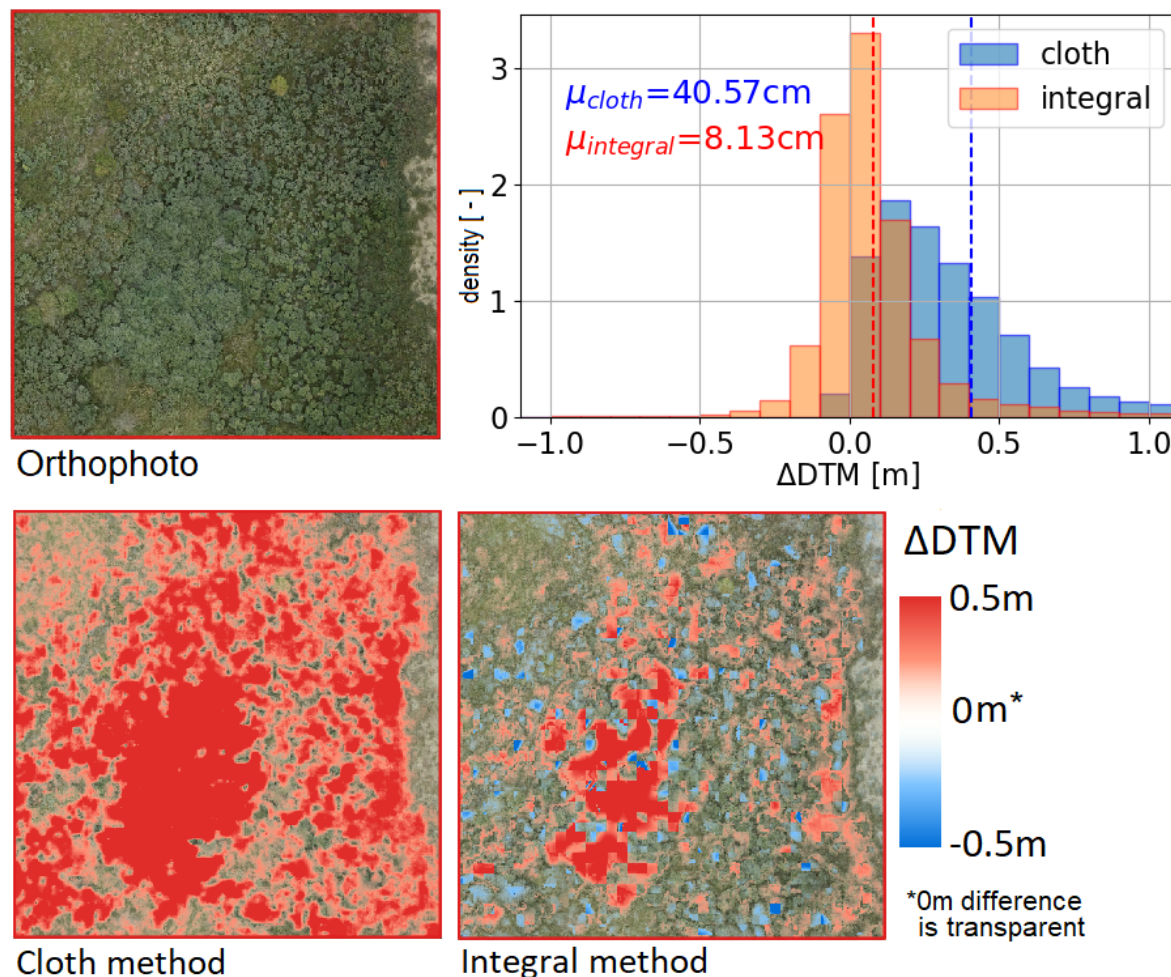 3
2
1
0
density [ - ]
μcloth=40.57cm
μintegral=8.13cm
cloth
integral
−1.0 −0.5 0.0 0.5 1.0
ΔDTM [m]
Orthophoto
ΔDTM
0.5m
0m*
-0.5m
*0m difference
is transparent
Cloth method
Integral method